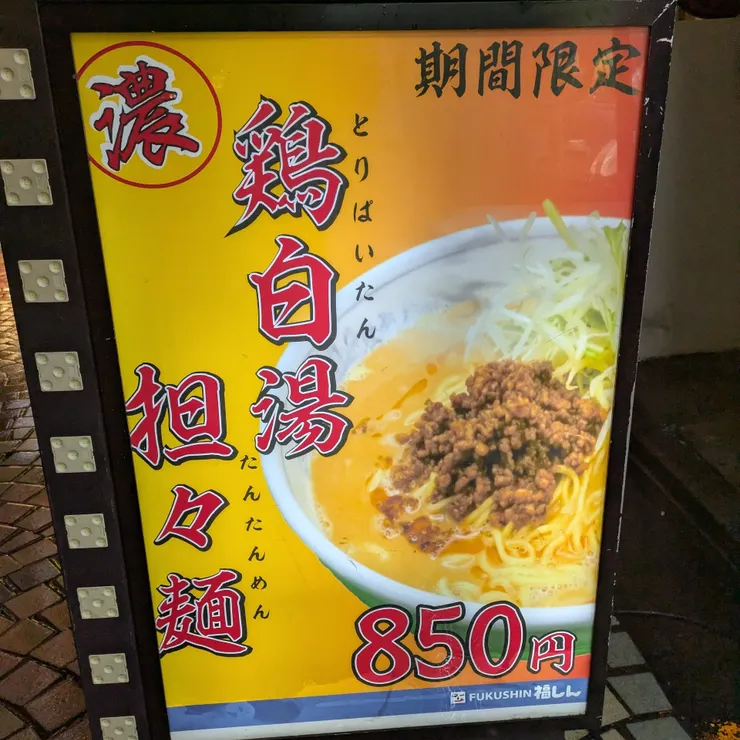 期間限定
濃
鶏白湯
とりぱいたん
担々麺
たんたんめん
850円
FUKUSHIN 福しん